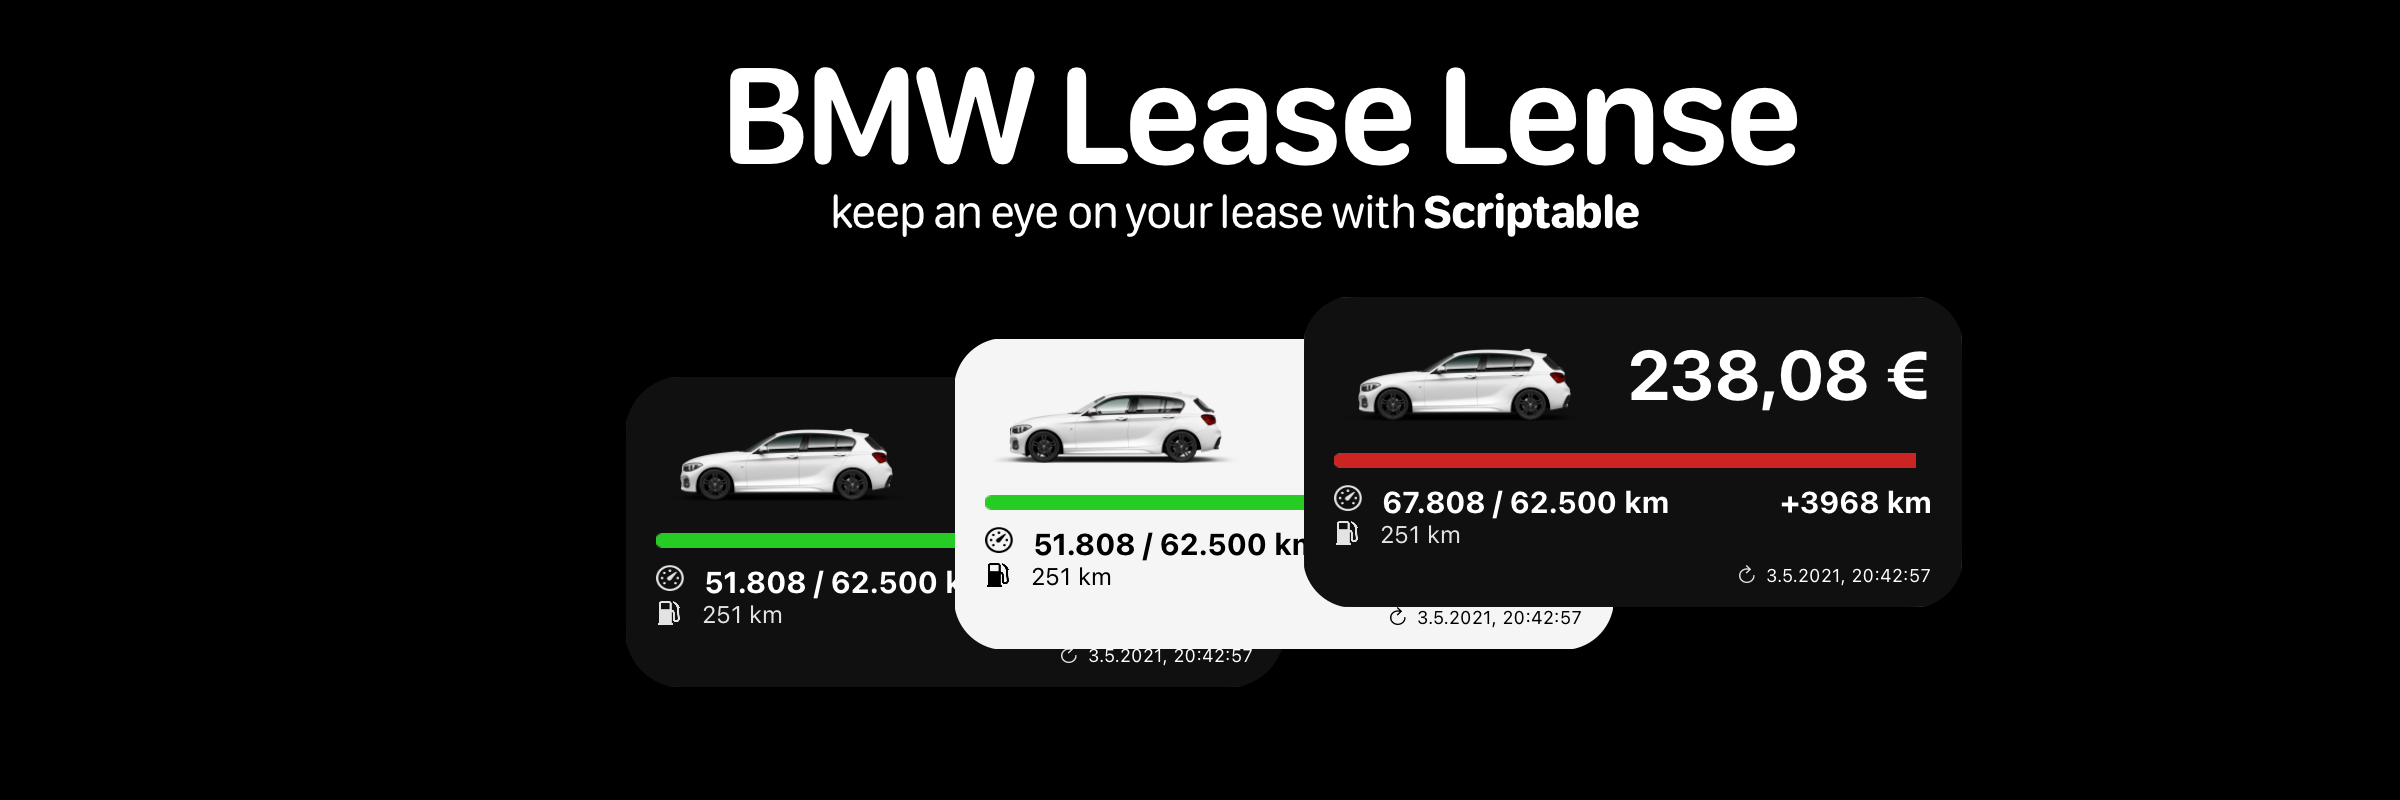 BMW Lease Lense
keep an eye on your lease with Scriptable
51.808 / 62.500
251 km
3.5.2021, 20:42:57
51.808 / 62.500
251 km
3.5.2021, 20:42:57
238,08 €
67.808 / 62.500 km +3968 km
251 km
3.5.2021, 20:42:57